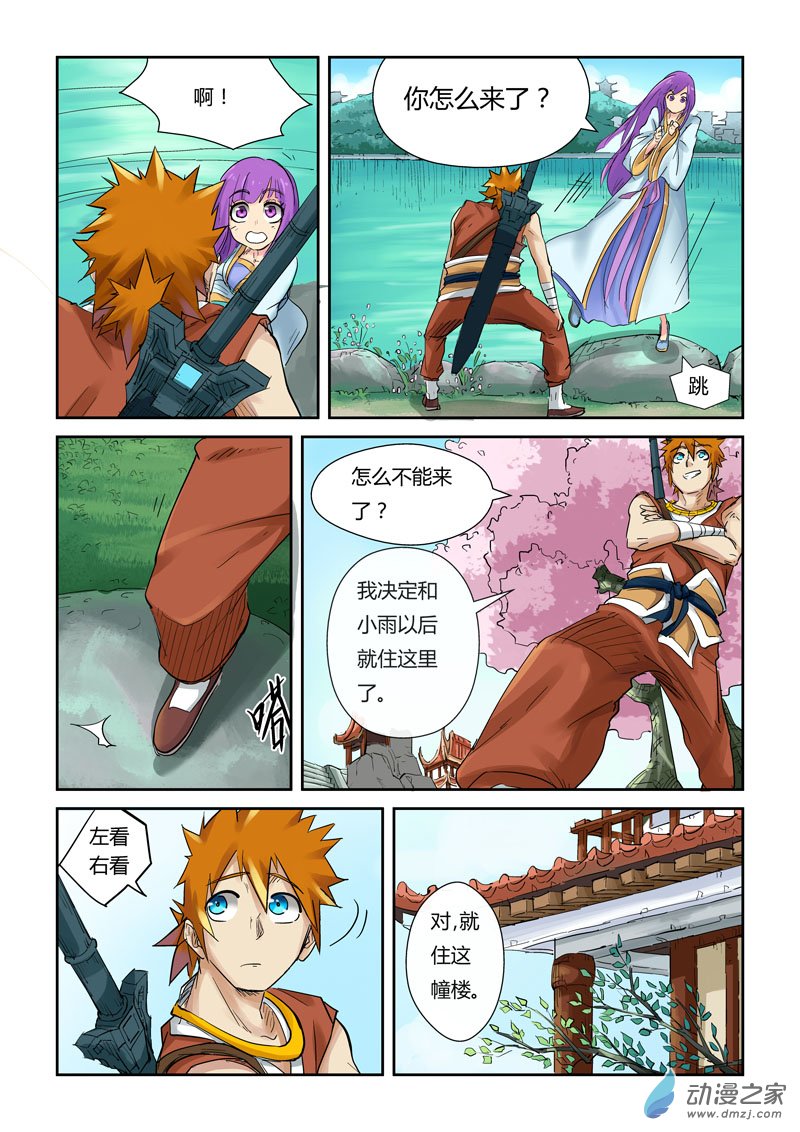 啊！
你怎么来了？
跳
嗒
怎么不能来
了？
我决定和
小雨以后
就住这里
了。
左看
右看
对,就
住这
幢楼。
动漫之家
www.dmzj.com